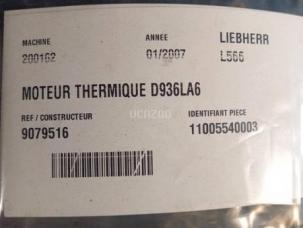 MACHINE ANNEE LIEBHERR
200162 01/2007 L566
MOTEUR THERMIQUE D936LA6
REF / CONSTRUCTEUR IDENTIFIANT PIECE
9079516 11005540003